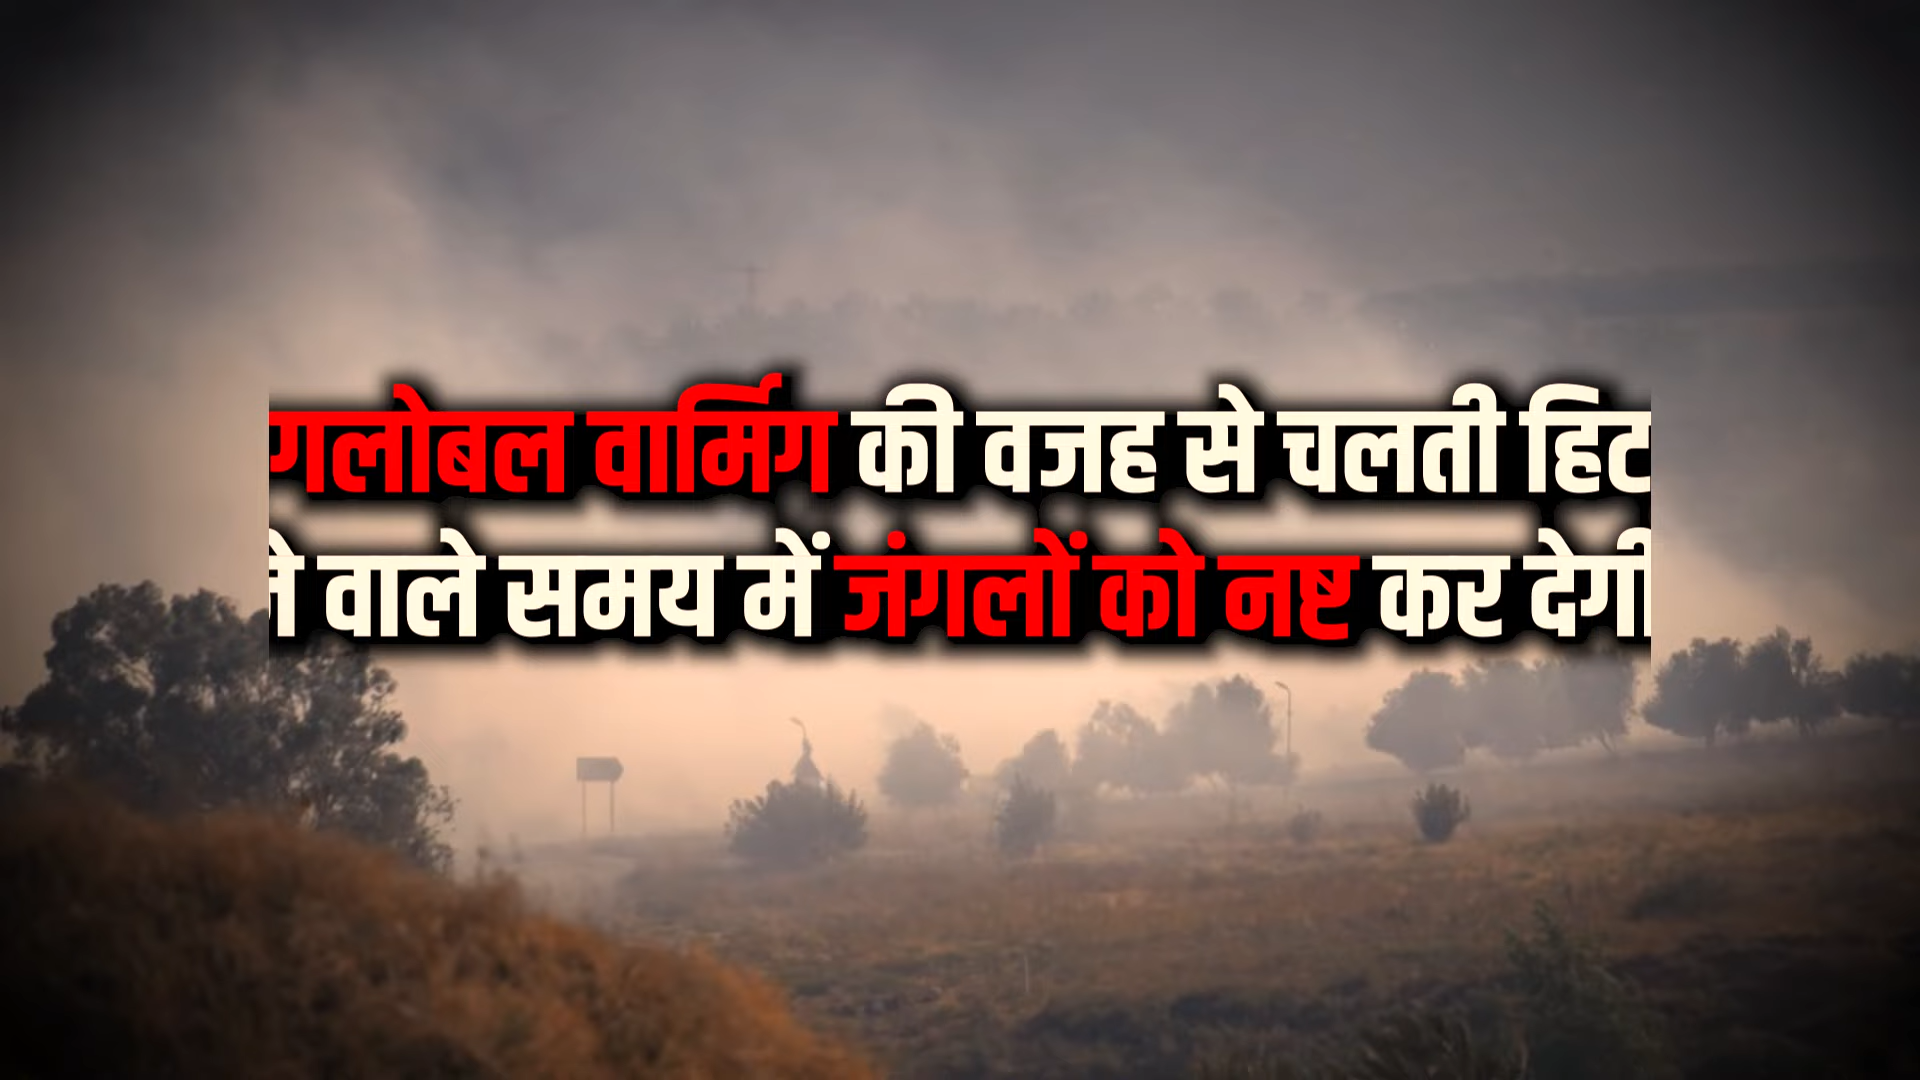 गलोबल वार्मिंग की वजह से चलती हिट
वाले समय में जंगलों को नष्ट कर देगी